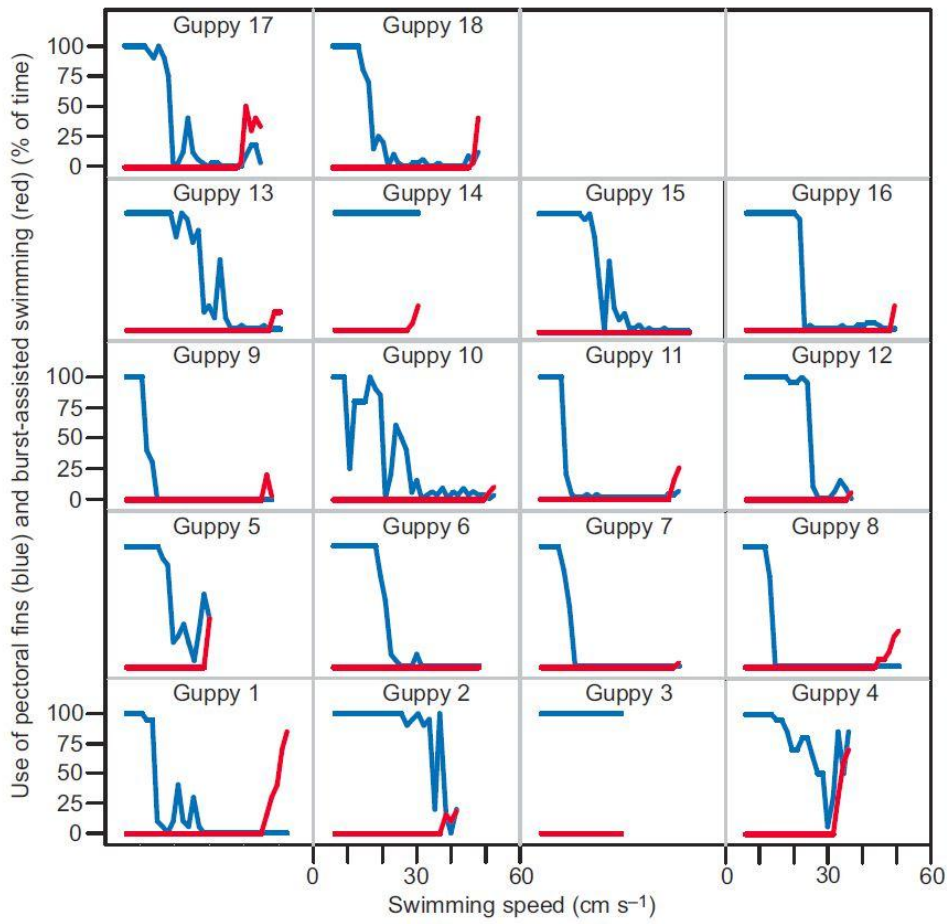 Use of pectoral fins (blue) and burst-assisted swimming (red) (% of time)
Guppy 17
Guppy 18
100
75
50
25
0
Guppy 13
Guppy 14
Guppy 15
Guppy 16
Guppy 9
Guppy 10
Guppy 11
Guppy 12
100
75
50
25
0
Guppy 5
Guppy 6
Guppy 7
Guppy 8
Guppy 1
Guppy 2
Guppy 3
Guppy 4
100
75
50
25
0
0
30
60
0
30
60
Swimming speed (cm s–1)